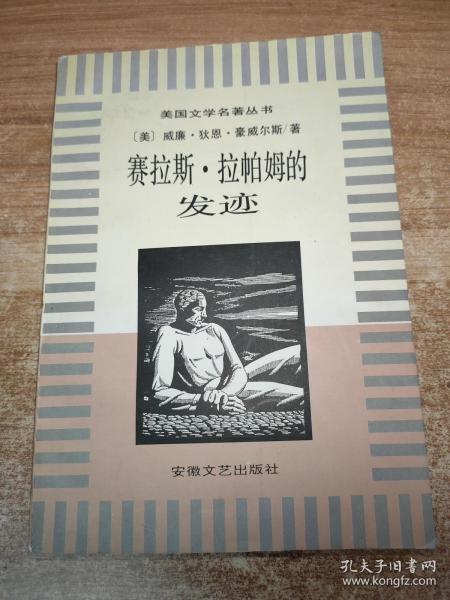 美国文学名著丛书
〔美〕威廉·狄恩·豪威尔斯/著
赛拉斯·拉帕姆的
发迹
安徽文艺出版社
孔夫子旧书网
www.kongfz.com